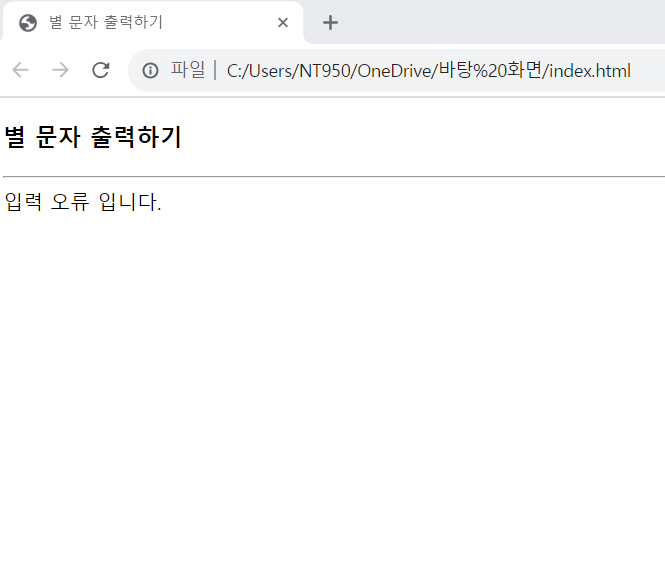 별 문자 출력하기
파일 | C:/Users/NT950/OneDrive/바탕%20화면/index.html
별 문자 출력하기
입력 오류 입니다.